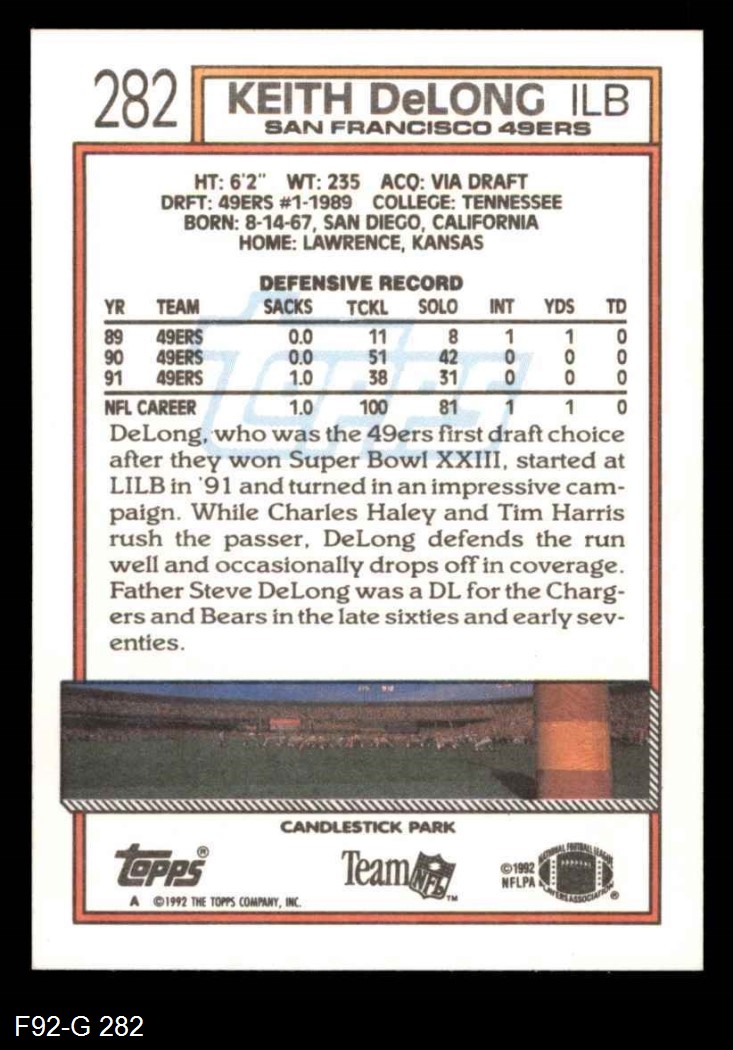 282
KEITH DeLONG ILB
SAN FRANCISCO 49ERS
HT: 6'2" WT: 235 ACQ: VIA DRAFT
DRFT: 49ERS #1-1989 COLLEGE: TENNESSEE
BORN: 8-14-67, SAN DIEGO, CALIFORNIA
HOME: LAWRENCE, KANSAS
DEFENSIVE RECORD
YR TEAM SACKS TCKL SOLO INT YDS TD
89 49ERS 0.0 11 8 1 1 0
90 49ERS 0.0 51 42 0 0 0
91 49ERS 1.0 38 31 0 0 0
NFL CAREER 1.0 100 81 1 1 0
topps
DeLong, who was the 49ers first draft choice
after they won Super Bowl XXIII, started at
LILB in '91 and turned in an impressive cam-
paign. While Charles Haley and Tim Harris
rush the passer, DeLong defends the run
well and occasionally drops off in coverage.
Father Steve DeLong was a DL for the Charg-
ers and Bears in the late sixties and early sev-
enties.
CANDLESTICK PARK
topps®
Team NFL™
©1992
NFLPA
NATIONAL FOOTBALL LEAGUE
PLAYERS ASSOCIATION ®
A ©1992 THE TOPPS COMPANY, INC.
F92-G 282